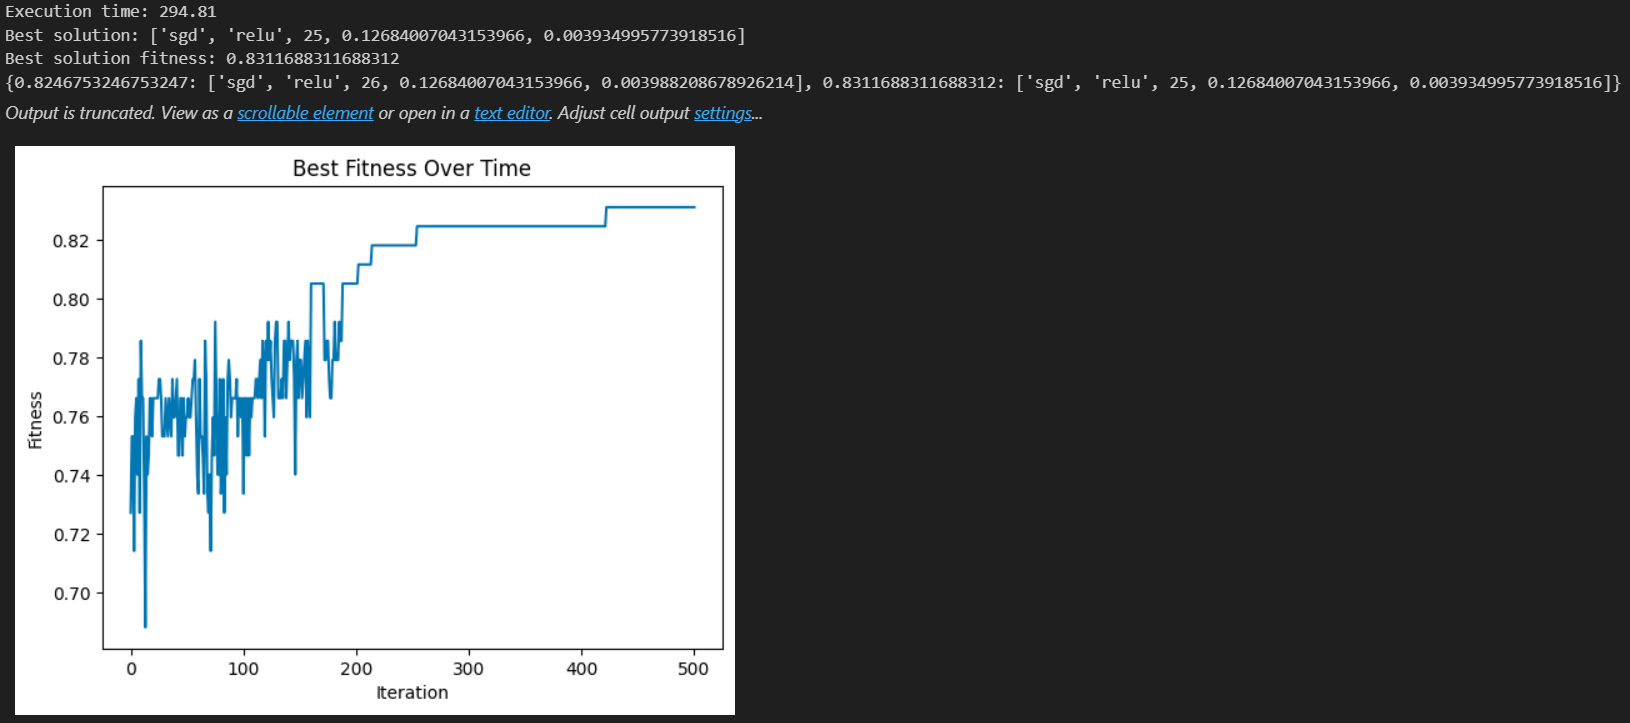 Execution time: 294.81
Best solution: ['sgd', 'relu', 25, 0.12684007043153966, 0.003934995773918516]
Best solution fitness: 0.8311688311688312
{0.8246753246753247: ['sgd', 'relu', 26, 0.12684007043153966, 0.003988208678926214], 0.8311688311688312: ['sgd', 'relu', 25, 0.12684007043153966, 0.003934995773918516]}
Output is truncated. View as a scrollable element or open in a text editor. Adjust cell output settings...
Best Fitness Over Time
0.82
0.80
0.78
0.76
0.74
0.72
0.70
Fitness
0 100 200 300 400 500
Iteration